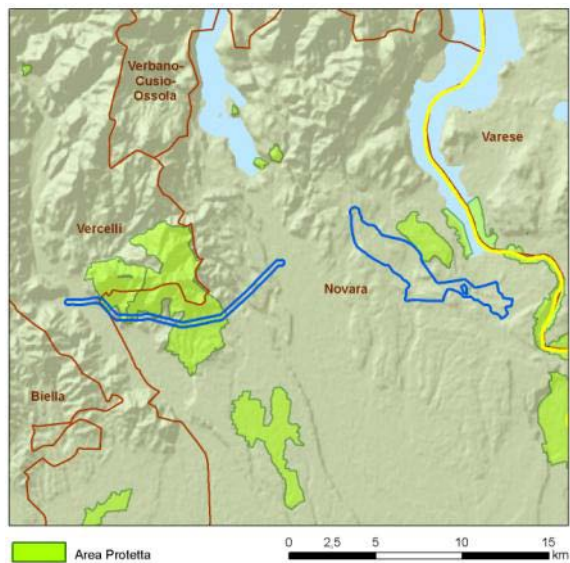 Verbano-
Cusio-
Ossola
Varese
Vercelli
Novara
Biella
Area Protetta
0 2,5 5 10 15
km